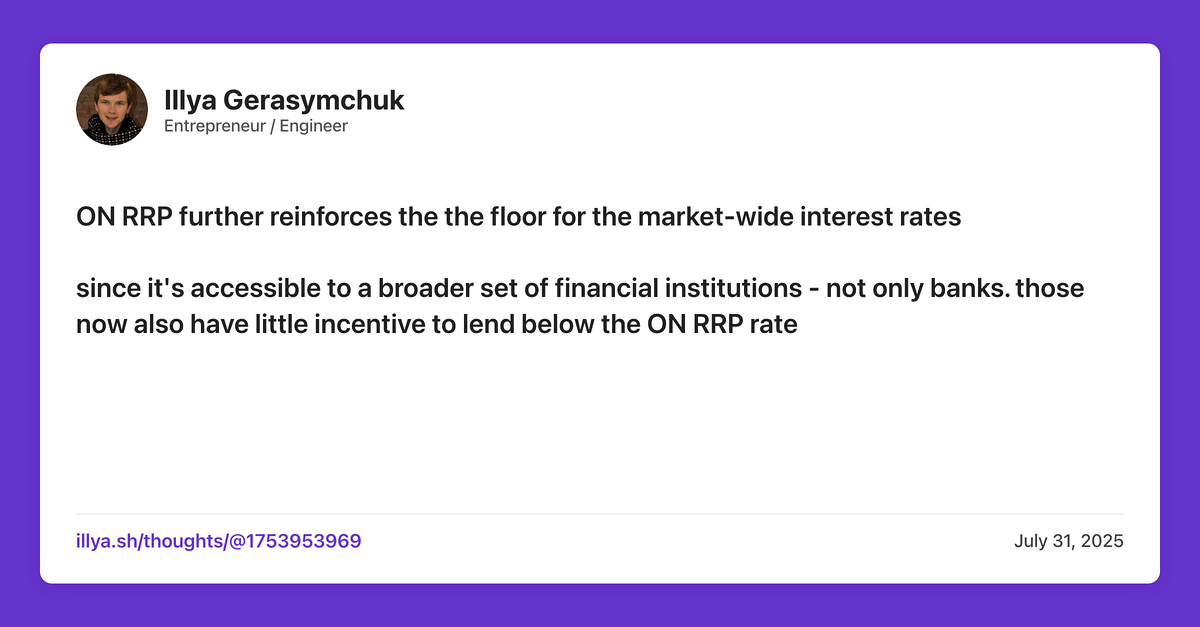 Illya Gerasymchuk
Entrepreneur / Engineer
ON RRP further reinforces the the floor for the market-wide interest rates
since it's accessible to a broader set of financial institutions - not only banks. those
now also have little incentive to lend below the ON RRP rate
illya.sh/thoughts/@1753953969
July 31, 2025